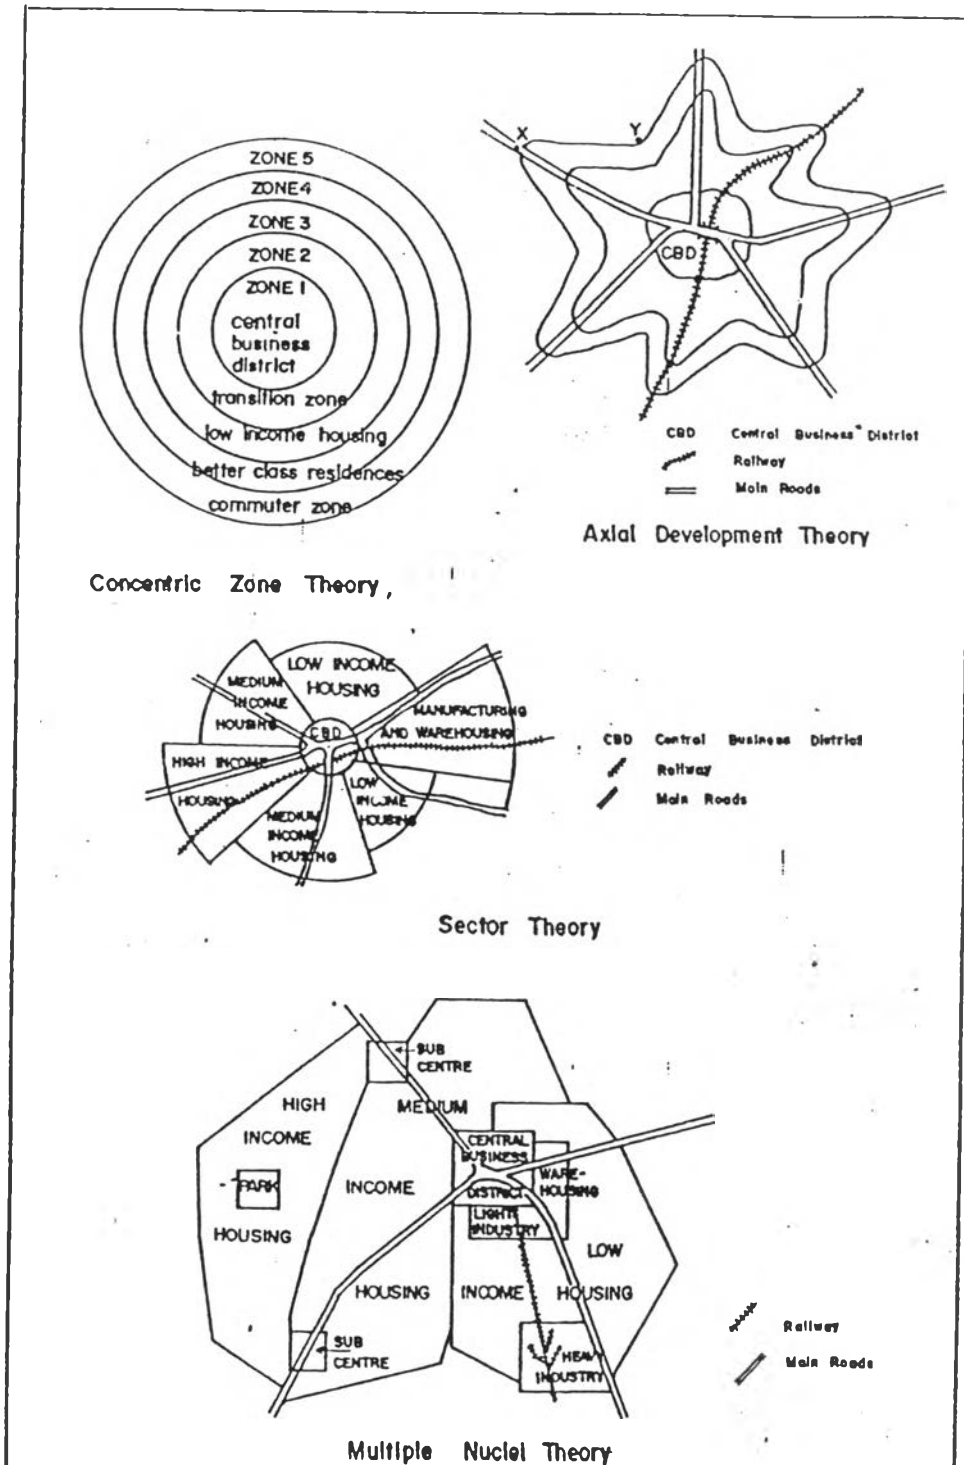 ZONE 5
ZONE 4
ZONE 3
ZONE 2
ZONE 1
central
business
district
transition zone
low income housing
better class residences
commuter zone
Concentric Zone Theory,
X
Y
CBD
CBD Central Business District
Railway
Main Roads
Axial Development Theory
LOW INCOME
HOUSING
MEDIUM
INCOME
HOUSING
CBD
MANUFACTURING
AND WAREHOUSING
HIGH INCOME
HOUSING
LOW
INCOME
HOUSING
MEDIUM
INCOME
HOUSING
CBD Central Business District
Railway
Main Roads
Sector Theory
SUB
CENTRE
HIGH
INCOME
PARK
HOUSING
MEDIUM
INCOME
HOUSING
CENTRAL
BUSINESS
DISTRICT
WARE-
HOUSING
LIGHT
INDUSTRY
LOW
INCOME HOUSING
SUB
CENTRE
HEAVY
INDUSTRY
Railway
Main Roads
Multiple Nuclei Theory